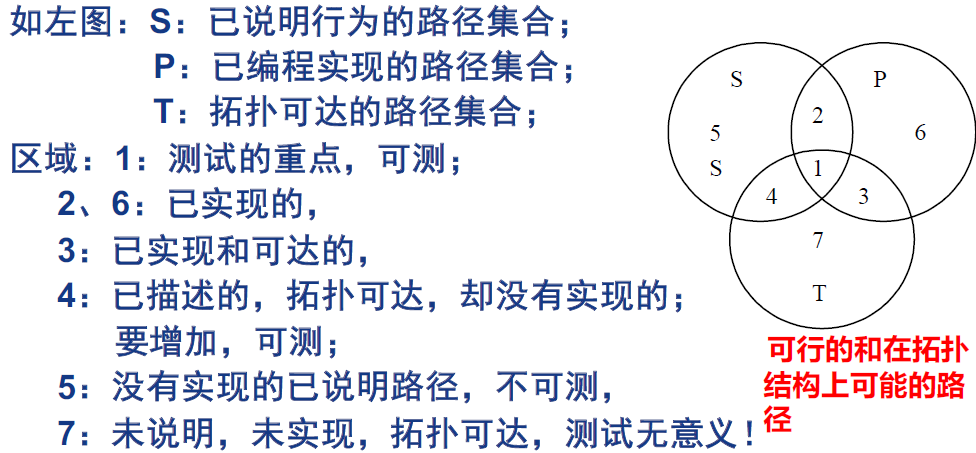 如左图：S：已说明行为的路径集合；
P：已编程实现的路径集合；
T：拓扑可达的路径集合；
区域：1：测试的重点，可测；
2、6：已实现的，
3：已实现和可达的，
4：已描述的，拓扑可达，却没有实现的；
要增加，可测；
5：没有实现的已说明路径，不可测，
7：未说明，未实现，拓扑可达，测试无意义！
S
P
2
5
6
S
1
4
3
7
T
可行的和在拓扑
结构上可能的路
径